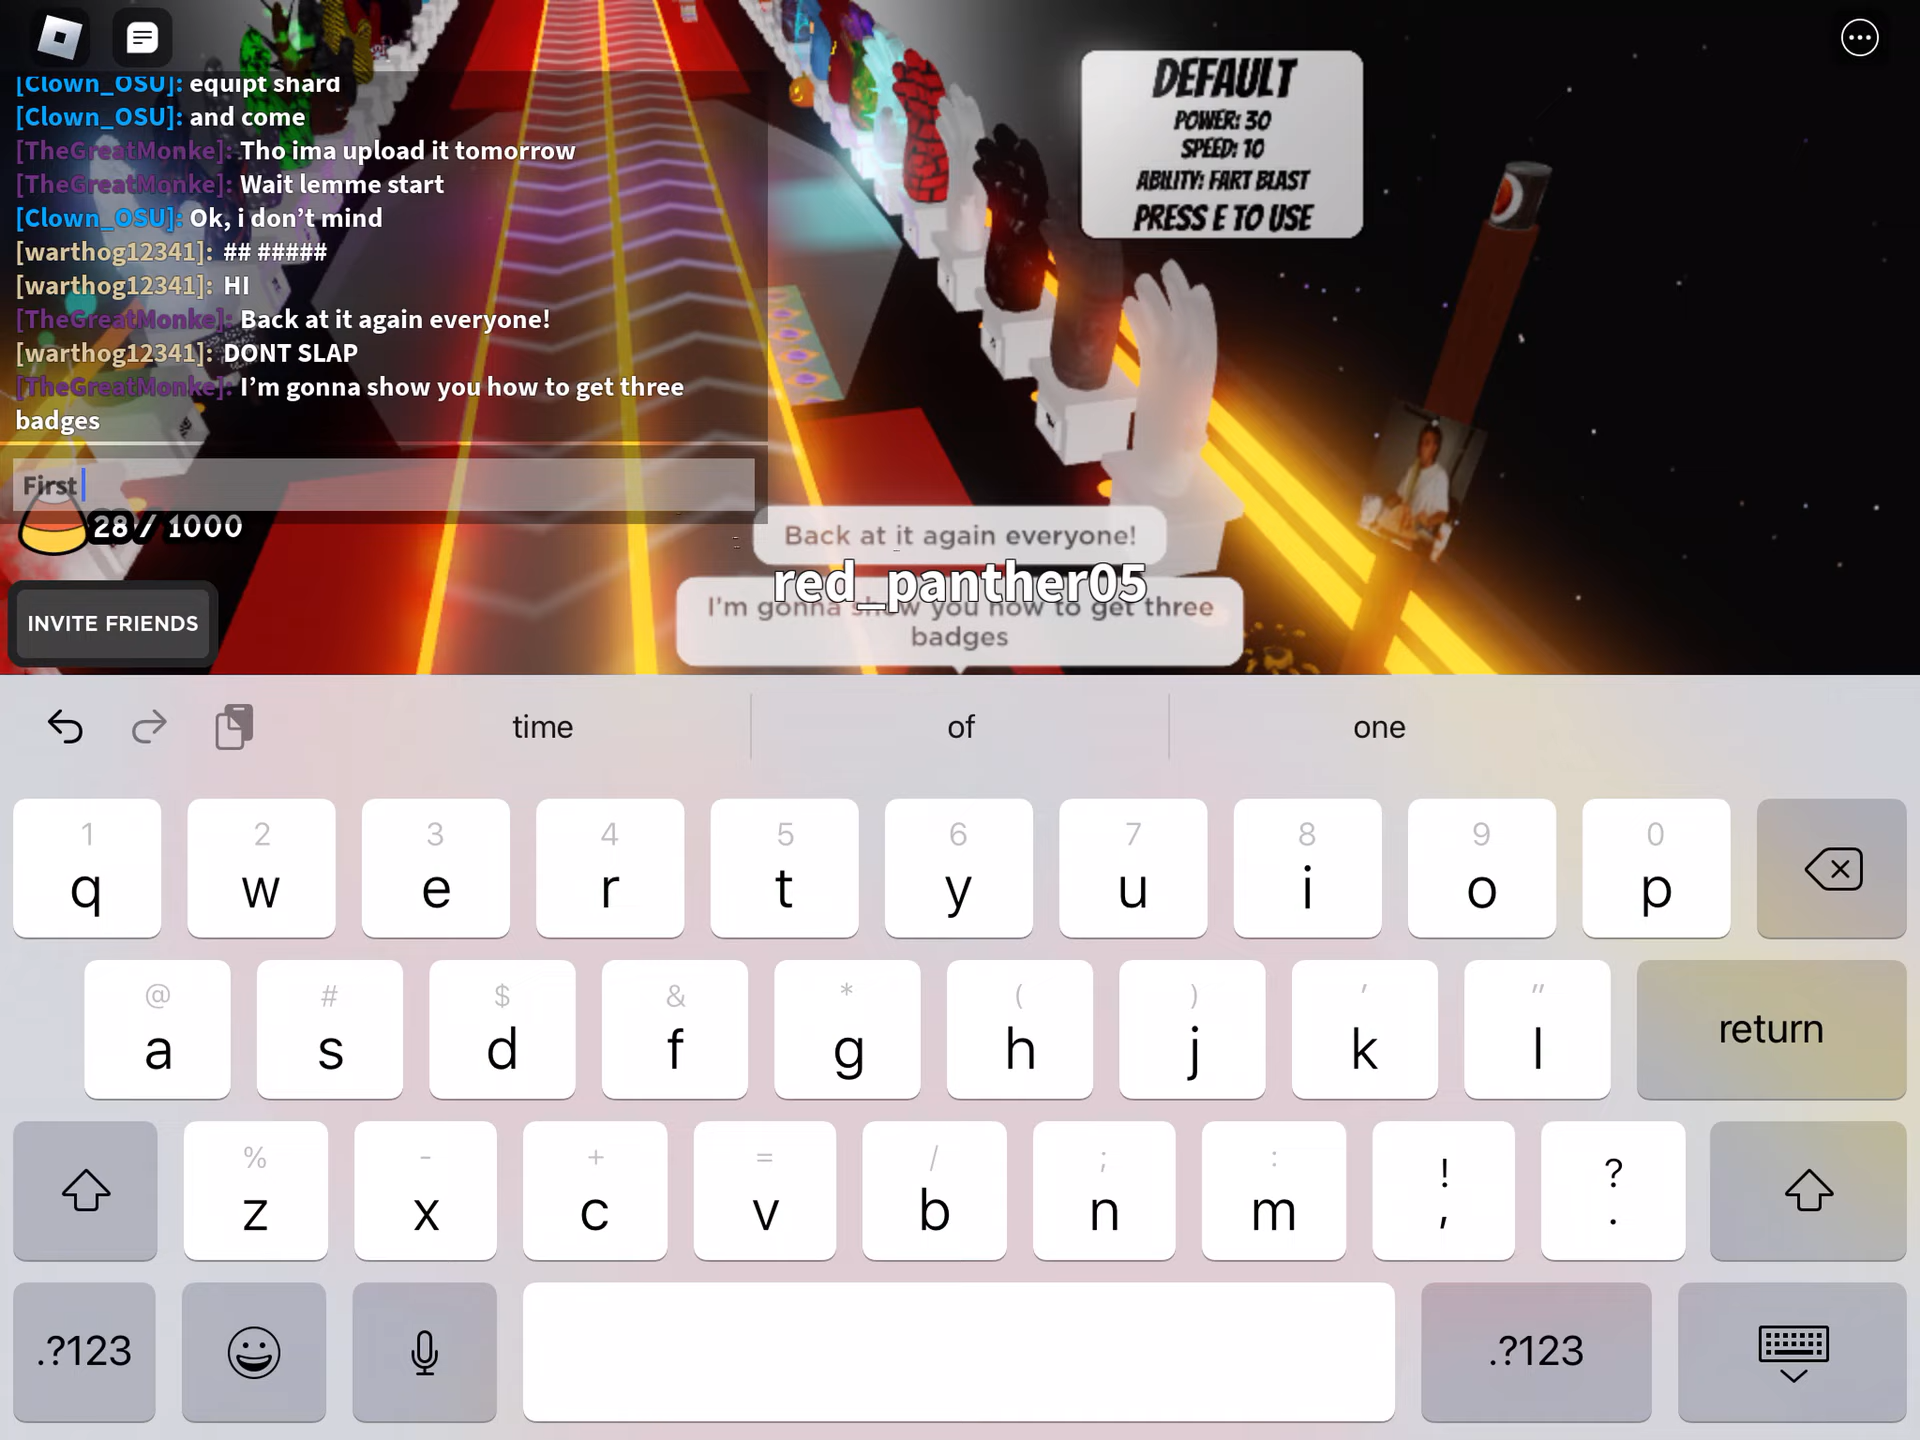 [Clown_OSU]: equipt shard
[Clown_OSU]: and come
[TheGreatMonke]: Tho ima upload it tomorrow
[TheGreatMonke]: Wait lemme start
[Clown_OSU]: Ok, i don’t mind
[warthog12341]: ## #####
[warthog12341]: HI
[TheGreatMonke]: Back at it again everyone!
[warthog12341]: DONT SLAP
[TheGreatMonke]: I’m gonna show you how to get three
badges
First
28 / 1000
INVITE FRIENDS
DEFAULT
POWER: 30
SPEED: 10
ABILITY: FART BLAST
PRESS E TO USE
Back at it again everyone!
red_panther05
I'm gonna show you how to get three
badges
time of one
1 2 3 4 5 6 7 8 9 0
q w e r t y u i o p
@ # $ & * ( ) ' "
a s d f g h j k l return
% - + = / ; : ! ?
z x c v b n m , .
.?123 .?123